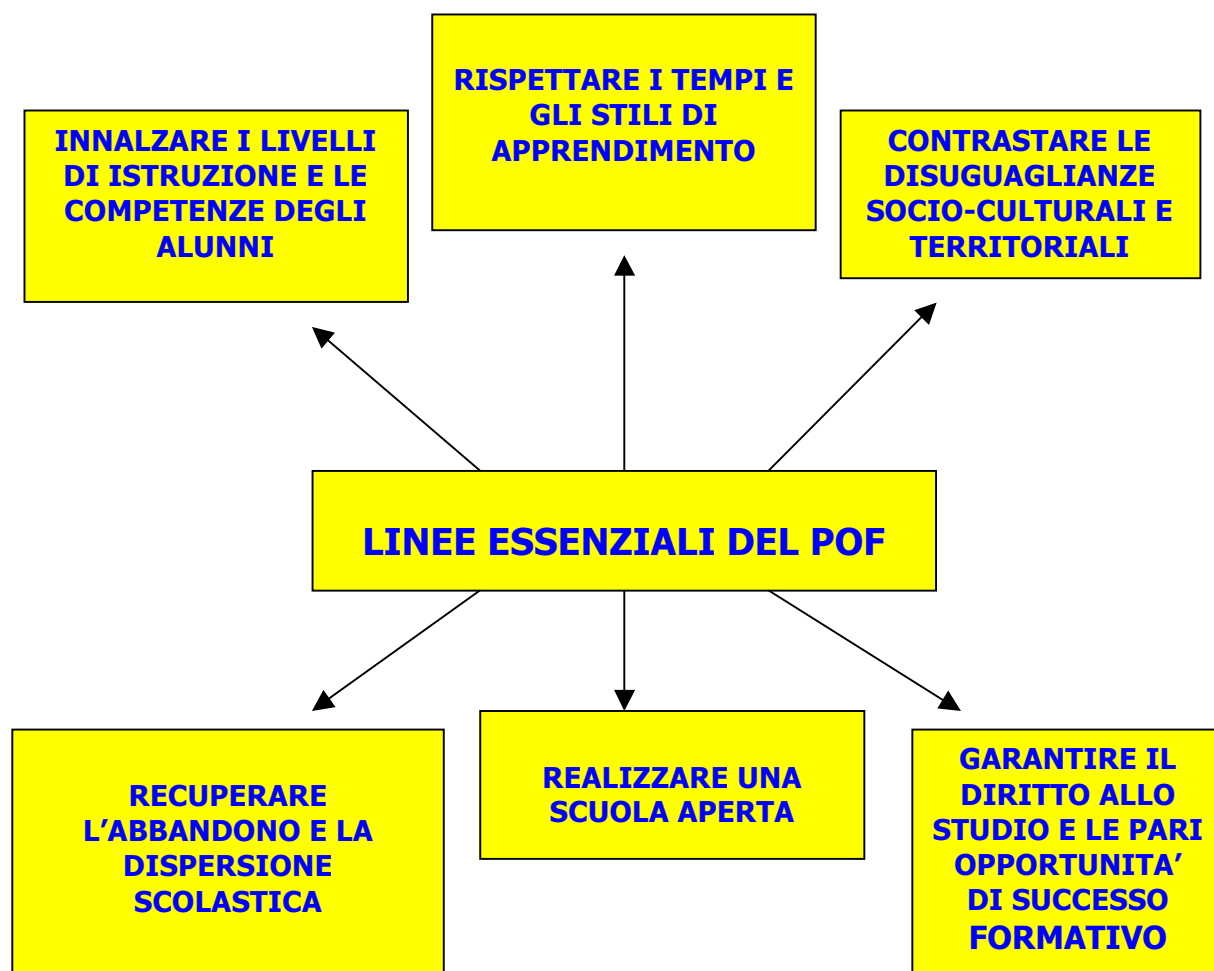 INNALZARE I LIVELLI
DI ISTRUZIONE E LE
COMPETENZE DEGLI
ALUNNI
RISPETTARE I TEMPI E
GLI STILI DI
APPRENDIMENTO
CONTRASTARE LE
DISUGUAGLIANZE
SOCIO-CULTURALI E
TERRITORIALI
LINEE ESSENZIALI DEL POF
RECUPERARE
L’ABBANDONO E LA
DISPERSIONE
SCOLASTICA
REALIZZARE UNA
SCUOLA APERTA
GARANTIRE IL
DIRITTO ALLO
STUDIO E LE PARI
OPPORTUNITA’
DI SUCCESSO
FORMATIVO